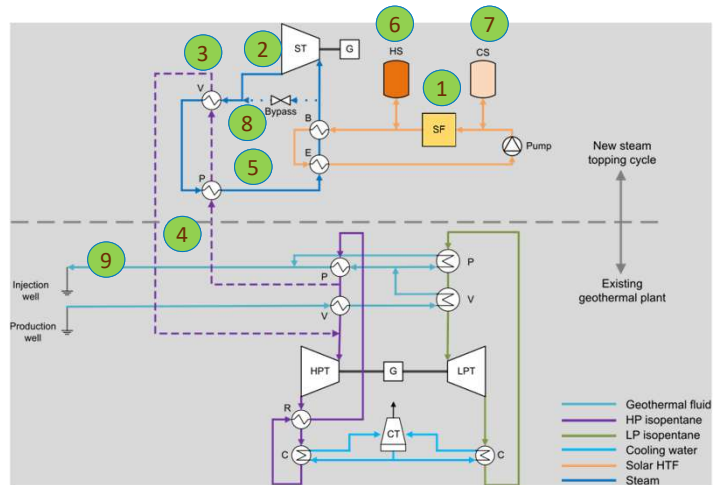 6
7
HS
CS
2
ST
G
3
V
1
Bypass
8
B
SF
E
Pump
5
P
New steam
topping cycle
4
9
P
P
Injection
well
Existing
geothermal plant
V
V
Production
well
HPT
G
LPT
R
CT
C
C
Geothermal fluid
HP isopentane
LP isopentane
Cooling water
Solar HTF
Steam